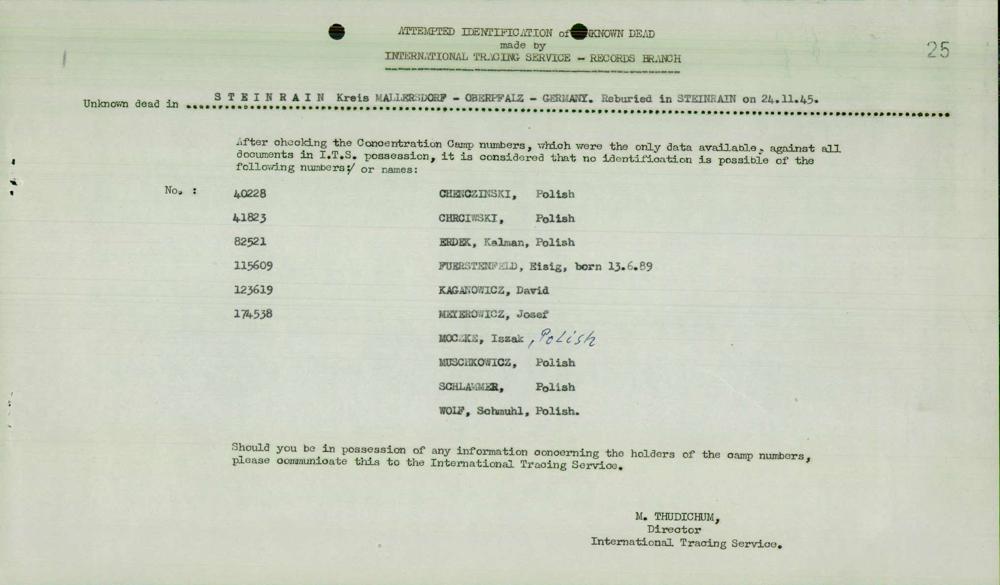 ATTEMPTED IDENTIFICATION of UNKNOWN DEAD
made by
INTERNATIONAL TRACING SERVICE - RECORDS BRANCH
25
Unknown dead in STEINRAIN Kreis MALLERSDORF - OBERPFALZ - GERMANY. Reburied in STEINRAIN on 24.11.45.
After checking the Concentration Camp numbers, which were the only data available, against all
documents in I.T.S. possession, it is considered that no identification is possible of the
following numbers/ or names:
No. : 40228 CHENCZINSKI, Polish
41823 CHRCIWSKI, Polish
82521 ERDEK, Kalman, Polish
115609 FUERSTENFELD, Eisig, born 13.6.89
123619 KAGANOWICZ, David
174538 MEYEROWICZ, Josef
MOCZKE, Iszak, Polish
MUSCHKOWICZ, Polish
SCHLAMMER, Polish
WOLF, Schmuhl, Polish.
Should you be in possession of any information concerning the holders of the camp numbers,
please communicate this to the International Tracing Service.
M. THUDICHUM,
Director
International Tracing Service.